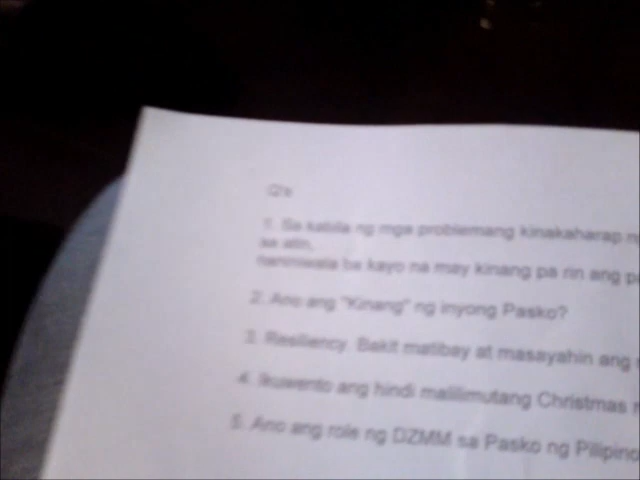 Q's
1. Sa kabila ng mga problemang kinakaharap
sa atin,
naniniwala ba kayo na may kinang pa rin ang
2. Ano ang "Kinang" ng inyong Pasko?
3. Resiliency. Bakit matibay at masayahin ang
4. Ikuwento ang hindi malilimutang Christmas
5. Ano ang role ng DZMM sa Pasko ng Pilipino